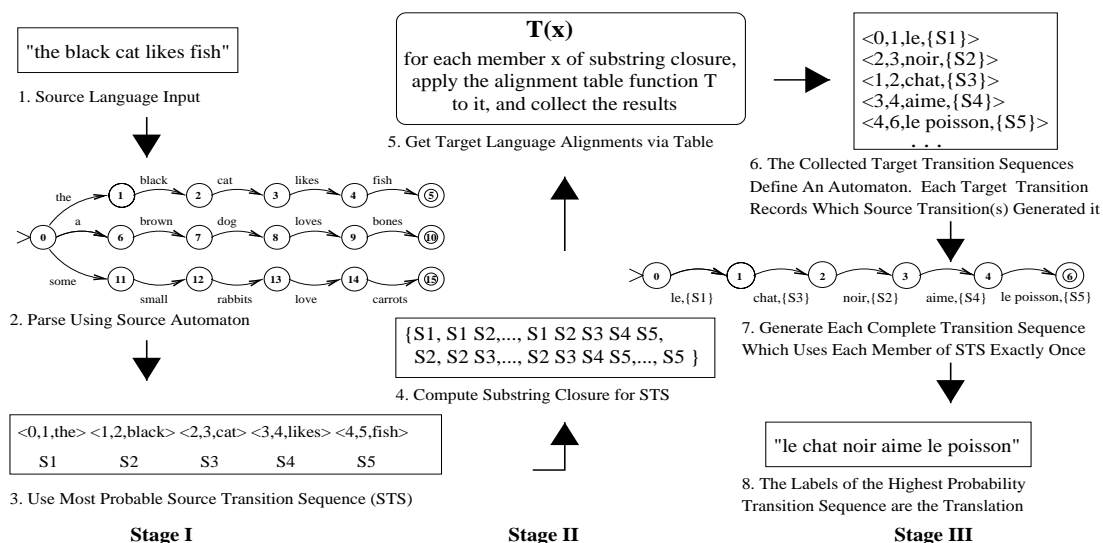 "the black cat likes fish"
1. Source Language Input
the
black
cat
likes
fish
1
2
3
4
5
a
brown
dog
loves
bones
0
6
7
8
9
10
some
11
12
13
14
15
small
rabbits
love
carrots
2. Parse Using Source Automaton
<0,1,the> <1,2,black> <2,3,cat> <3,4,likes> <4,5,fish>
S1 S2 S3 S4 S5
3. Use Most Probable Source Transition Sequence (STS)
Stage I
T(x)
for each member x of substring closure,
apply the alignment table function T
to it, and collect the results
5. Get Target Language Alignments via Table
{S1, S1 S2,..., S1 S2 S3 S4 S5,
S2, S2 S3,..., S2 S3 S4 S5,..., S5 }
4. Compute Substring Closure for STS
Stage II
<0,1,le,{S1}>
<2,3,noir,{S2}>
<1,2,chat,{S3}>
<3,4,aime,{S4}>
<4,6,le poisson,{S5}>
. . .
6. The Collected Target Transition Sequences
Define An Automaton. Each Target Transition
Records Which Source Transition(s) Generated it
0
1
2
3
4
6
le,{S1}
chat,{S3}
noir,{S2}
aime,{S4}
le poisson,{S5}
7. Generate Each Complete Transition Sequence
Which Uses Each Member of STS Exactly Once
"le chat noir aime le poisson"
8. The Labels of the Highest Probability
Transition Sequence are the Translation
Stage III